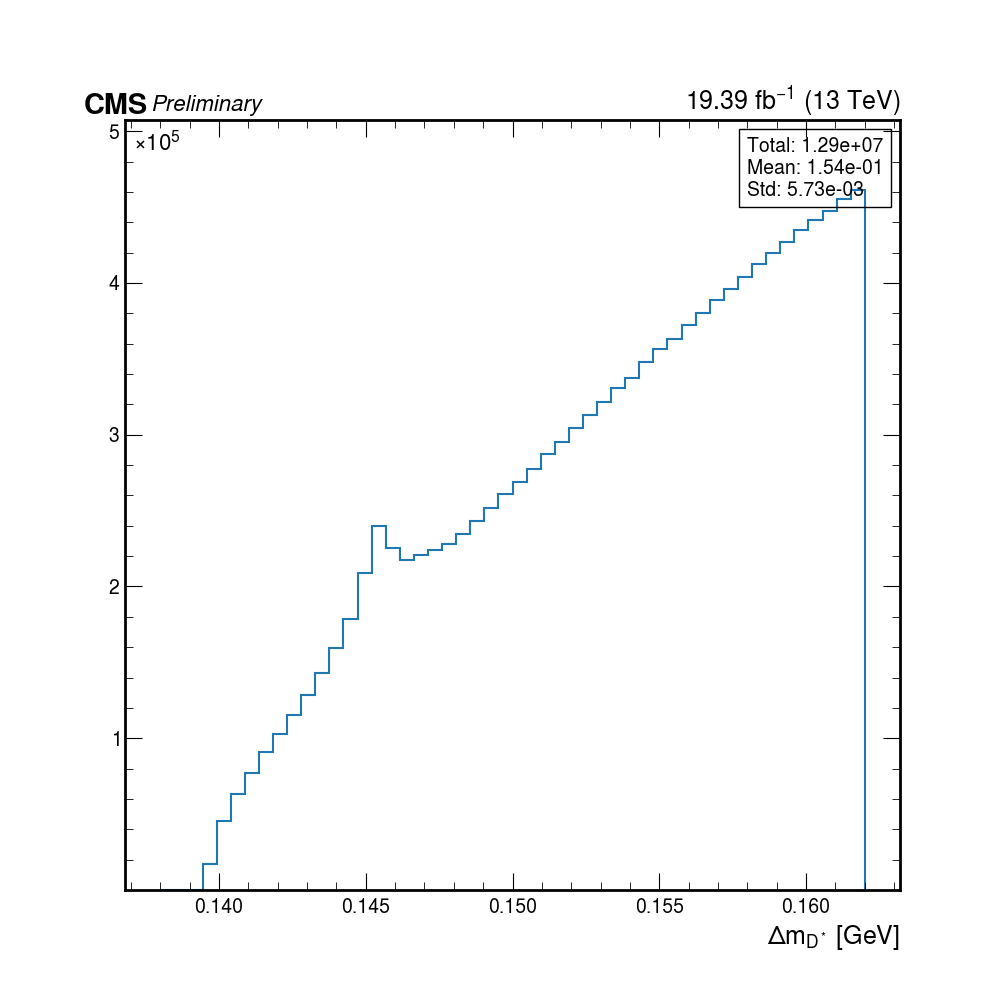 CMS Preliminary
19.39 fb⁻¹ (13 TeV)
×10⁵
Total: 1.29e+07
Mean: 1.54e-01
Std: 5.73e-03
5
4
3
2
1
0.140 0.145 0.150 0.155 0.160
Δm_D* [GeV]